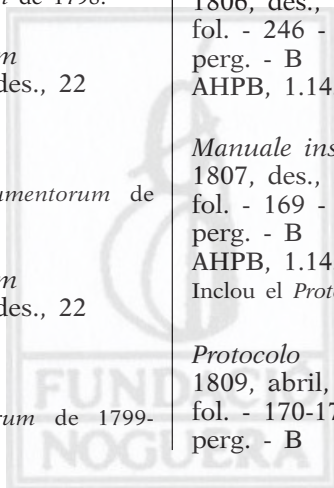 de 1798.
des., 22
umentorum de
des., 22
rum de 1799-
1806, des.,
fol. - 246 -
perg. - B
AHPB, 1.14
Manuale ins
1807, des.,
fol. - 169 -
perg. - B
AHPB, 1.14
Inclou el Prot
Protocolo
1809, abril,
fol. - 170-17
perg. - B
FUNDACIÓ
NOGUERA